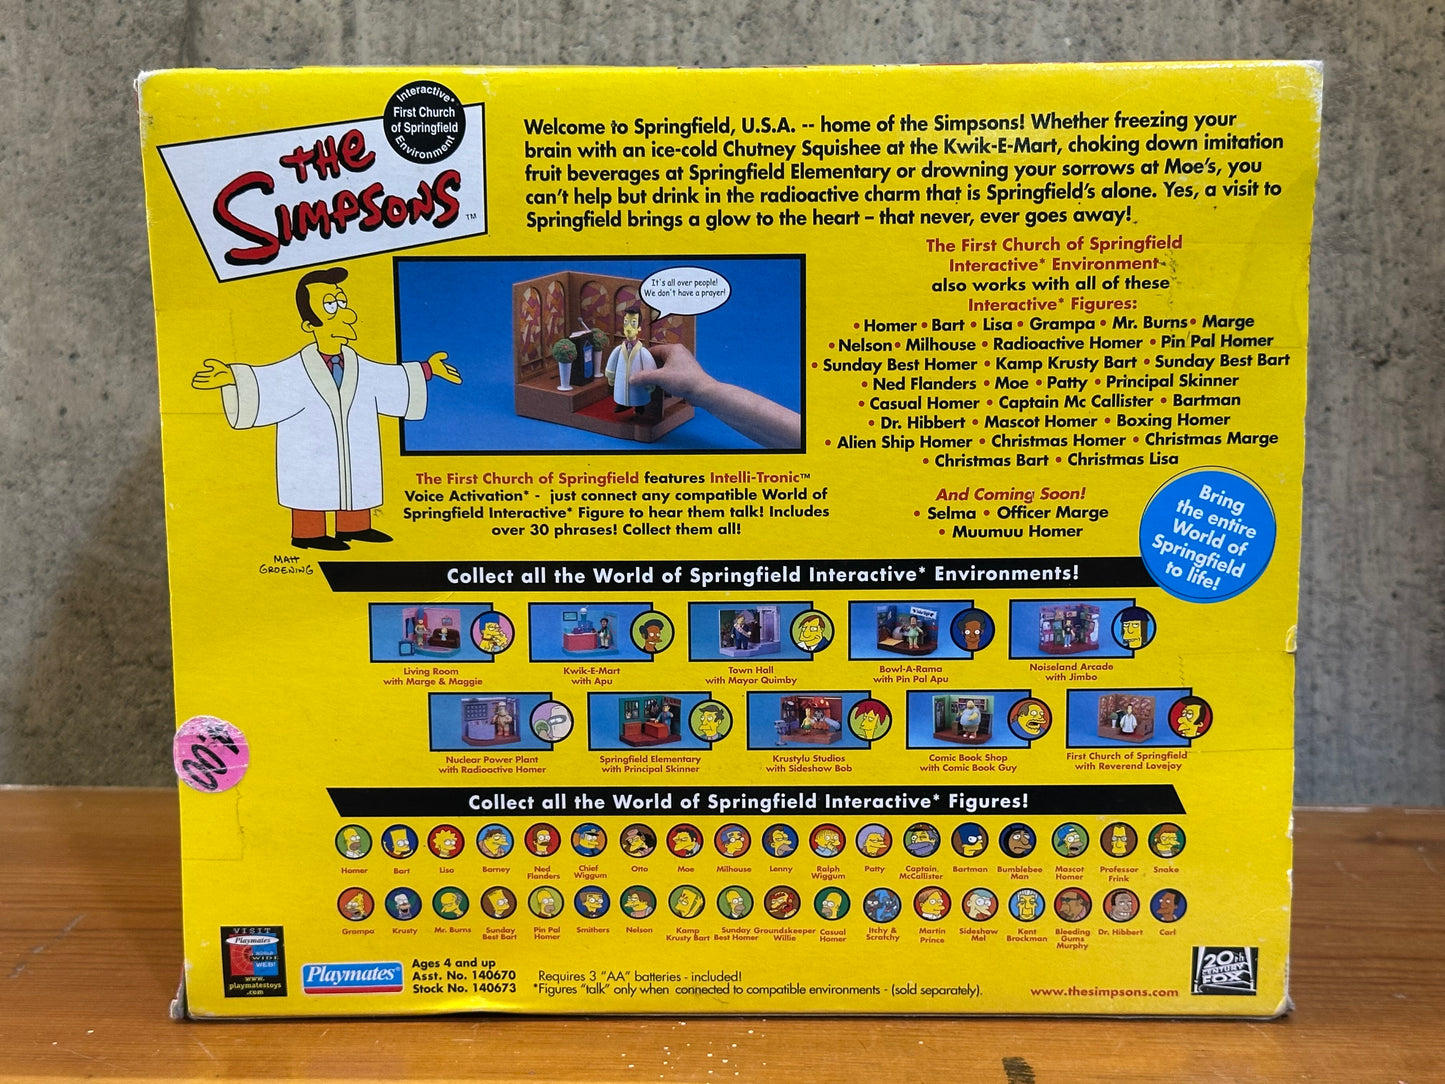 Interactive*
First Church
of Springfield
Environment
THE
SIMPSONS™
Welcome to Springfield, U.S.A. -- home of the Simpsons! Whether freezing your
brain with an ice-cold Chutney Squishee at the Kwik-E-Mart, choking down imitation
fruit beverages at Springfield Elementary or drowning your sorrows at Moe's, you
can't help but drink in the radioactive charm that is Springfield's alone. Yes, a visit to
Springfield brings a glow to the heart – that never, ever goes away!
It's all over people!
We don't have a prayer!
The First Church of Springfield
Interactive* Environment
also works with all of these
Interactive* Figures:
• Homer • Bart • Lisa • Grampa • Mr. Burns • Marge
• Nelson • Milhouse • Radioactive Homer • Pin Pal Homer
• Sunday Best Homer • Kamp Krusty Bart • Sunday Best Bart
• Ned Flanders • Moe • Patty • Principal Skinner
• Casual Homer • Captain Mc Callister • Bartman
• Dr. Hibbert • Mascot Homer • Boxing Homer
• Alien Ship Homer • Christmas Homer • Christmas Marge
• Christmas Bart • Christmas Lisa
And Coming Soon!
• Selma • Officer Marge
• Muumuu Homer
The First Church of Springfield features Intelli-Tronic™
Voice Activation* - just connect any compatible World of
Springfield Interactive* Figure to hear them talk! Includes
over 30 phrases! Collect them all!
MATT
GROENING
Bring
the entire
World of
Springfield
to life!
Collect all the World of Springfield Interactive* Environments!
Living Room
with Marge & Maggie
Kwik-E-Mart
with Apu
Town Hall
with Mayor Quimby
Bowl-A-Rama
with Pin Pal Apu
Noiseland Arcade
with Jimbo
Nuclear Power Plant
with Radioactive Homer
Springfield Elementary
with Principal Skinner
Krustylu Studios
with Sideshow Bob
Comic Book Shop
with Comic Book Guy
First Church of Springfield
with Reverend Lovejoy
Collect all the World of Springfield Interactive* Figures!
Homer
Bart
Lisa
Barney
Ned
Flanders
Chief
Wiggum
Otto
Moe
Milhouse
Lenny
Ralph
Wiggum
Patty
Captain
McCallister
Bartman
Bumblebee
Man
Mascot
Homer
Professor
Frink
Snake
Grampa
Krusty
Mr. Burns
Sunday
Best Bart
Pin Pal
Homer
Smithers
Nelson
Kamp
Krusty Bart
Sunday
Best Homer
Groundskeeper
Willie
Casual
Homer
Itchy &
Scratchy
Martin
Prince
Sideshow
Mel
Kent
Brockman
Bleeding
Gums
Murphy
Dr. Hibbert
Carl
VISIT
Playmates
WORLD
WIDE
WEB!
www.
playmatestoys
.com
Playmates®
Ages 4 and up
Asst. No. 140670
Stock No. 140673
Requires 3 "AA" batteries - included!
*Figures "talk" only when connected to compatible environments - (sold separately).
www.thesimpsons.com
20th
CENTURY
FOX